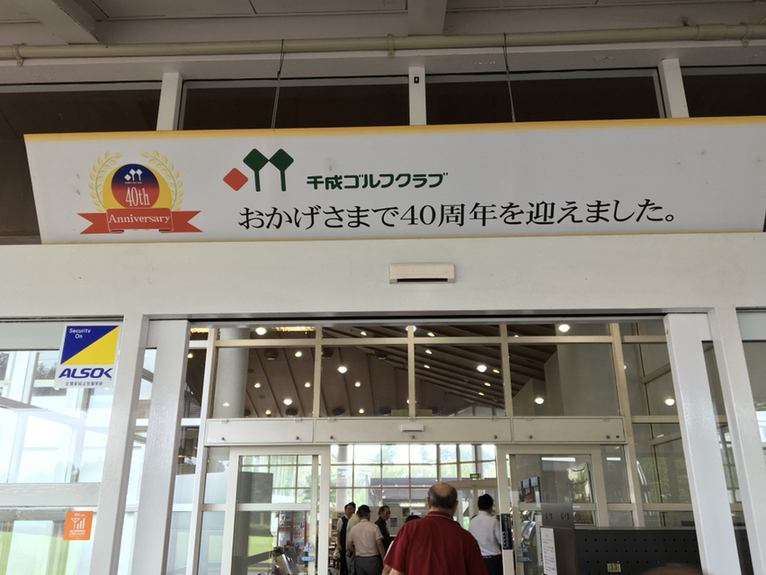 40th
Anniversary
千成ゴルフクラブ
おかげさまで40周年を迎えました。
Security
On
ALSOK